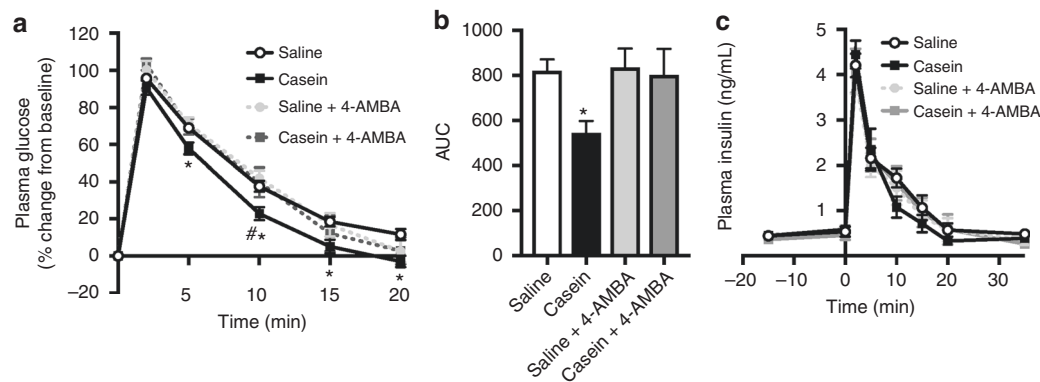 a
Plasma glucose
(% change from baseline)
120
100
80
60
40
20
0
−20
5
10
15
20
Time (min)
Saline
Casein
Saline + 4-AMBA
Casein + 4-AMBA
*
#*
*
*
b
AUC
1000
800
600
400
200
0
*
Saline
Casein
Saline + 4-AMBA
Casein + 4-AMBA
c
Plasma insulin (ng/mL)
5
4
3
2
1
−20
−10
0
10
20
30
Time (min)
Saline
Casein
Saline + 4-AMBA
Casein + 4-AMBA